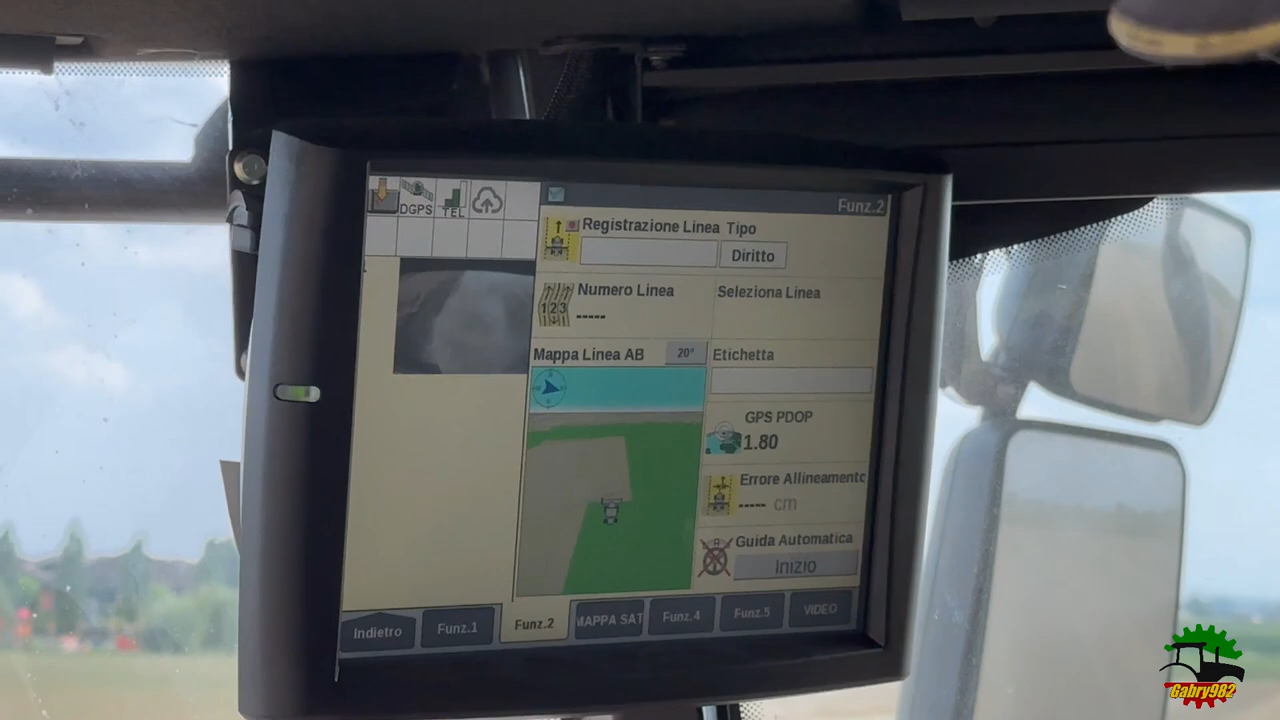 Funz.2
DGPS
TEL
Registrazione Linea
Tipo
Diritto
Numero Linea
Seleziona Linea
123
-----
Mappa Linea AB
20°
Etichetta
GPS PDOP
1.80
Errore Allineamento
----- cm
Guida Automatica
Inizio
Indietro
Funz.1
Funz.2
MAPPA SAT
Funz.4
Funz.5
VIDEO
Gabry982